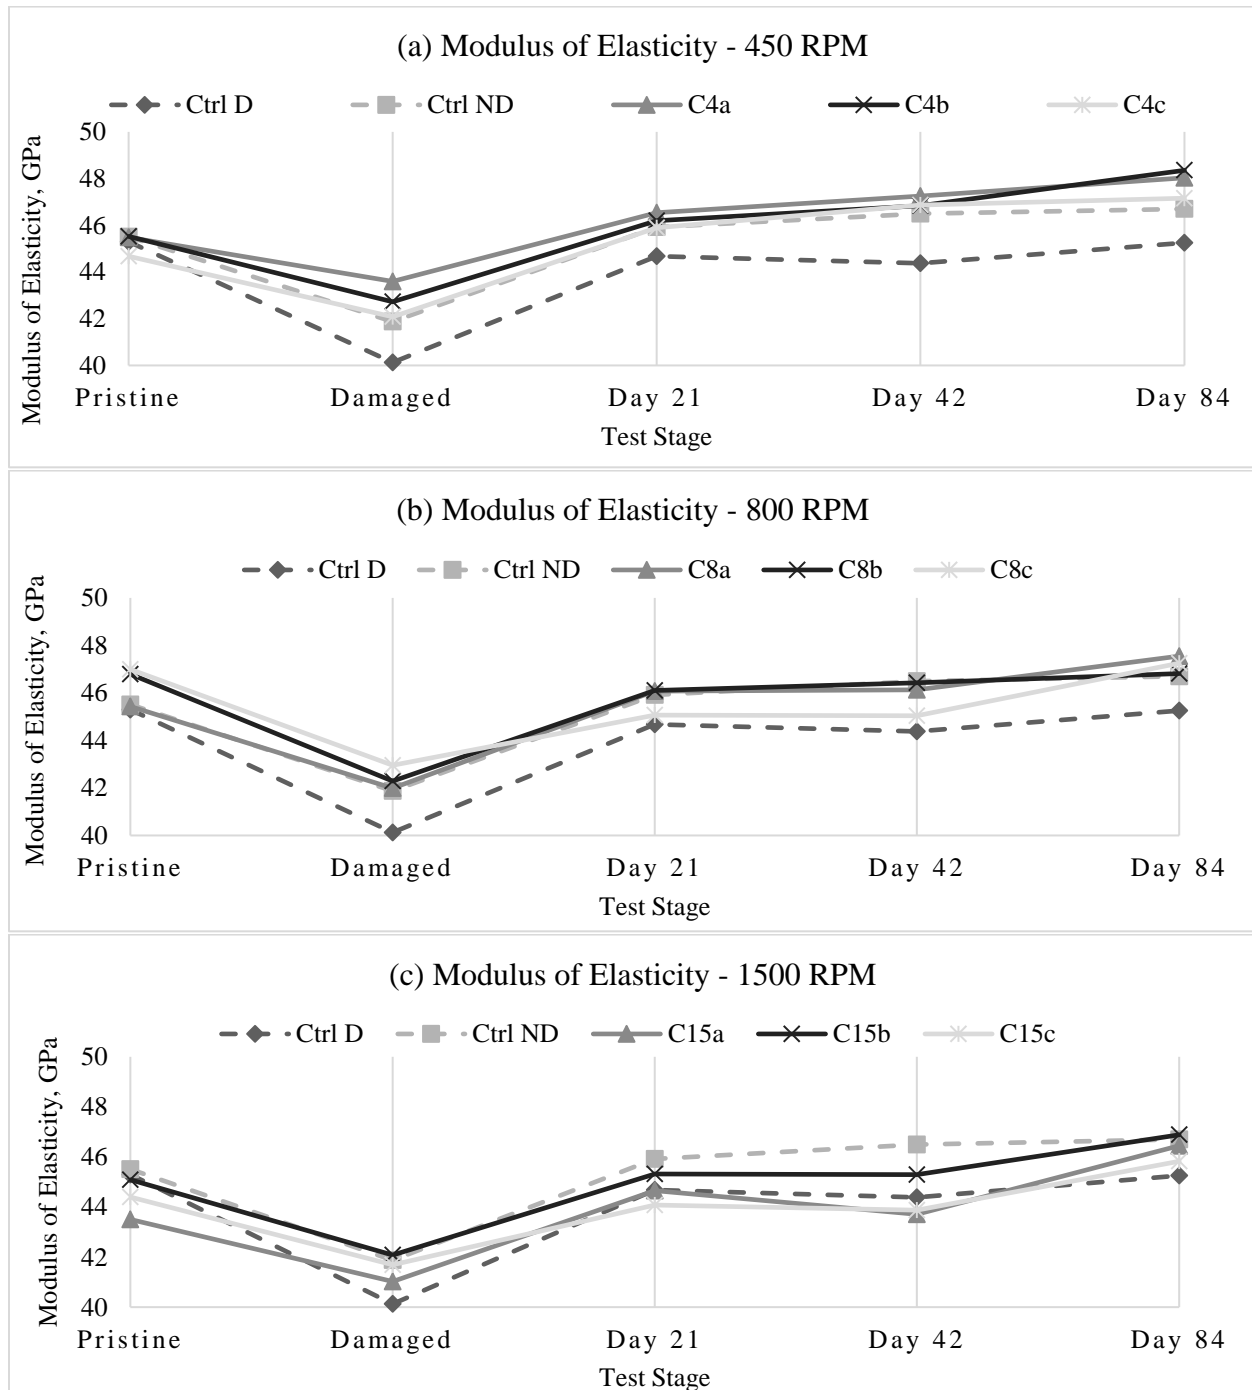 (a) Modulus of Elasticity - 450 RPM
Ctrl D Ctrl ND C4a C4b C4c
Modulus of Elasticity, GPa
50
48
46
44
42
40
Pristine Damaged Day 21 Day 42 Day 84
Test Stage
(b) Modulus of Elasticity - 800 RPM
Ctrl D Ctrl ND C8a C8b C8c
Modulus of Elasticity, GPa
50
48
46
44
42
40
Pristine Damaged Day 21 Day 42 Day 84
Test Stage
(c) Modulus of Elasticity - 1500 RPM
Ctrl D Ctrl ND C15a C15b C15c
Modulus of Elasticity, GPa
50
48
46
44
42
40
Pristine Damaged Day 21 Day 42 Day 84
Test Stage